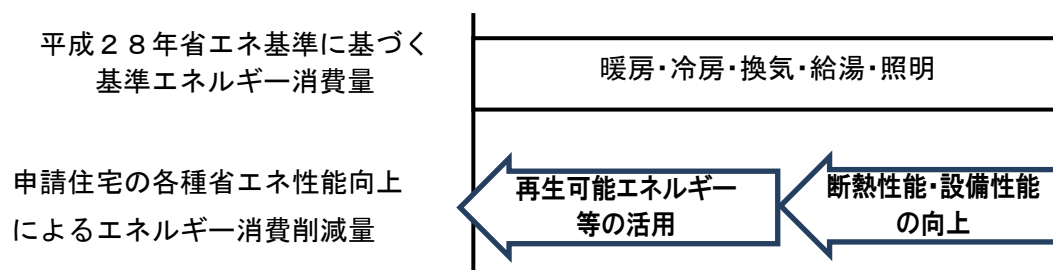 平成２８年省エネ基準に基づく
基準エネルギー消費量
暖房・冷房・換気・給湯・照明
申請住宅の各種省エネ性能向上
によるエネルギー消費削減量
再生可能エネルギー
等の活用
断熱性能・設備性能
の向上